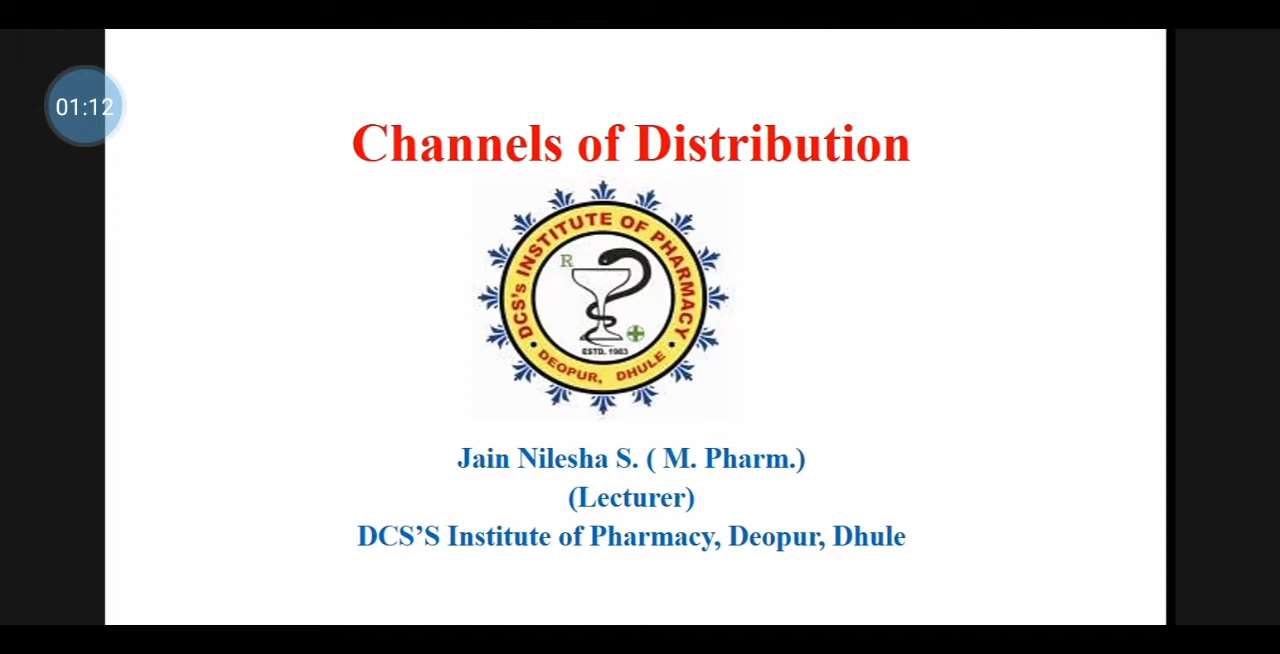 01:12
Channels of Distribution
DCS's INSTITUTE OF PHARMACY
R
ESTD. 1983
DEOPUR, DHULE
Jain Nilesha S. ( M. Pharm.)
(Lecturer)
DCS’S Institute of Pharmacy, Deopur, Dhule